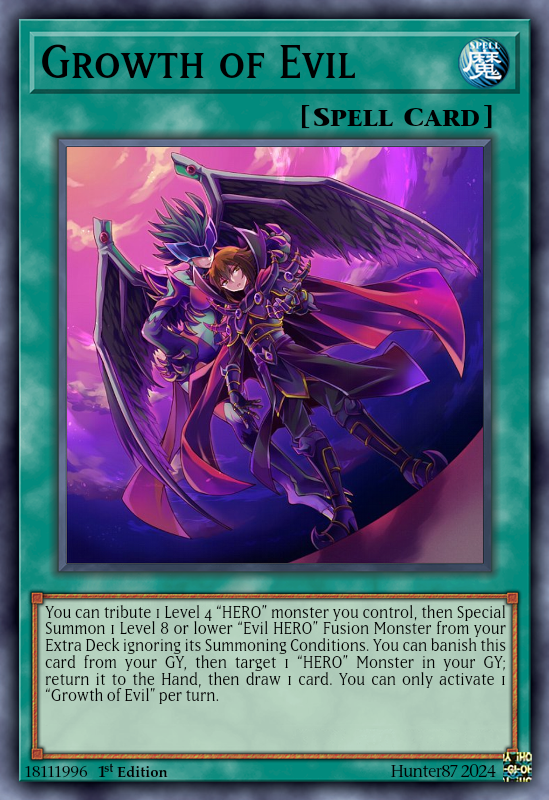 Growth of Evil
SPELL
魔
[Spell Card]
You can tribute 1 Level 4 “HERO” monster you control, then Special
Summon 1 Level 8 or lower “Evil HERO” Fusion Monster from your
Extra Deck ignoring its Summoning Conditions. You can banish this
card from your GY, then target 1 “HERO” Monster in your GY;
return it to the Hand, then draw 1 card. You can only activate 1
“Growth of Evil” per turn.
18111996 1st Edition
Hunter87 2024